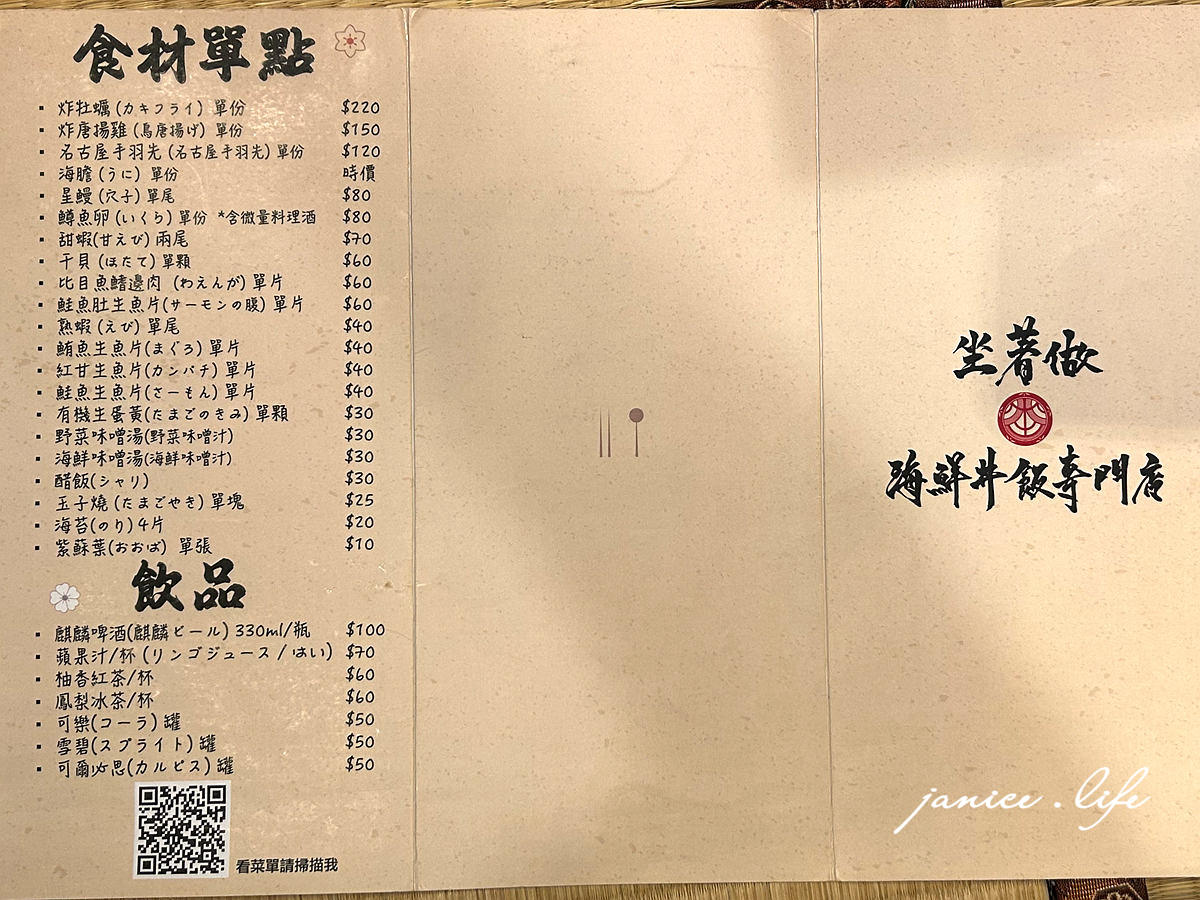 食材單點
▪ 炸牡蠣 (カキフライ) 單份 $220
▪ 炸唐揚雞 (鳥唐揚げ) 單份 $150
▪ 名古屋手羽先 (名古屋手羽先) 單份 $120
▪ 海膽 (うに) 單份 時價
▪ 星鰻 (穴子) 單尾 $80
▪ 鱒魚卵 (いくら) 單份 *含微量料理酒 $80
▪ 甜蝦(甘えび) 兩尾 $70
▪ 干貝 (ほたて) 單顆 $60
▪ 比目魚鰭邊肉 (わえんが) 單片 $60
▪ 鮭魚肚生魚片(サーモンの腹) 單片 $60
▪ 熟蝦 (えび) 單尾 $40
▪ 鮪魚生魚片(まぐろ) 單片 $40
▪ 紅甘生魚片(カンパチ) 單片 $40
▪ 鮭魚生魚片(さーもん) 單片 $40
▪ 有機生蛋黃(たまごのきみ) 單顆 $30
▪ 野菜味噌湯(野菜味噌汁) $30
▪ 海鮮味噌湯(海鮮味噌汁) $30
▪ 醋飯(シャリ) $30
▪ 玉子燒 (たまごやき) 單塊 $25
▪ 海苔(のり) 4片 $20
▪ 紫蘇葉(おおば) 單張 $10
飲品
▪ 麒麟啤酒(麒麟ビール) 330ml/瓶 $100
▪ 蘋果汁/杯 (リンゴジュース / はい) $70
▪ 柚香紅茶/杯 $60
▪ 鳳梨冰茶/杯 $60
▪ 可樂(コーラ) 罐 $50
▪ 雪碧(スプライト) 罐 $50
▪ 可爾必思(カルピス) 罐 $50
看菜單請掃描我
坐著做
海鮮丼飯專門店
janice.life